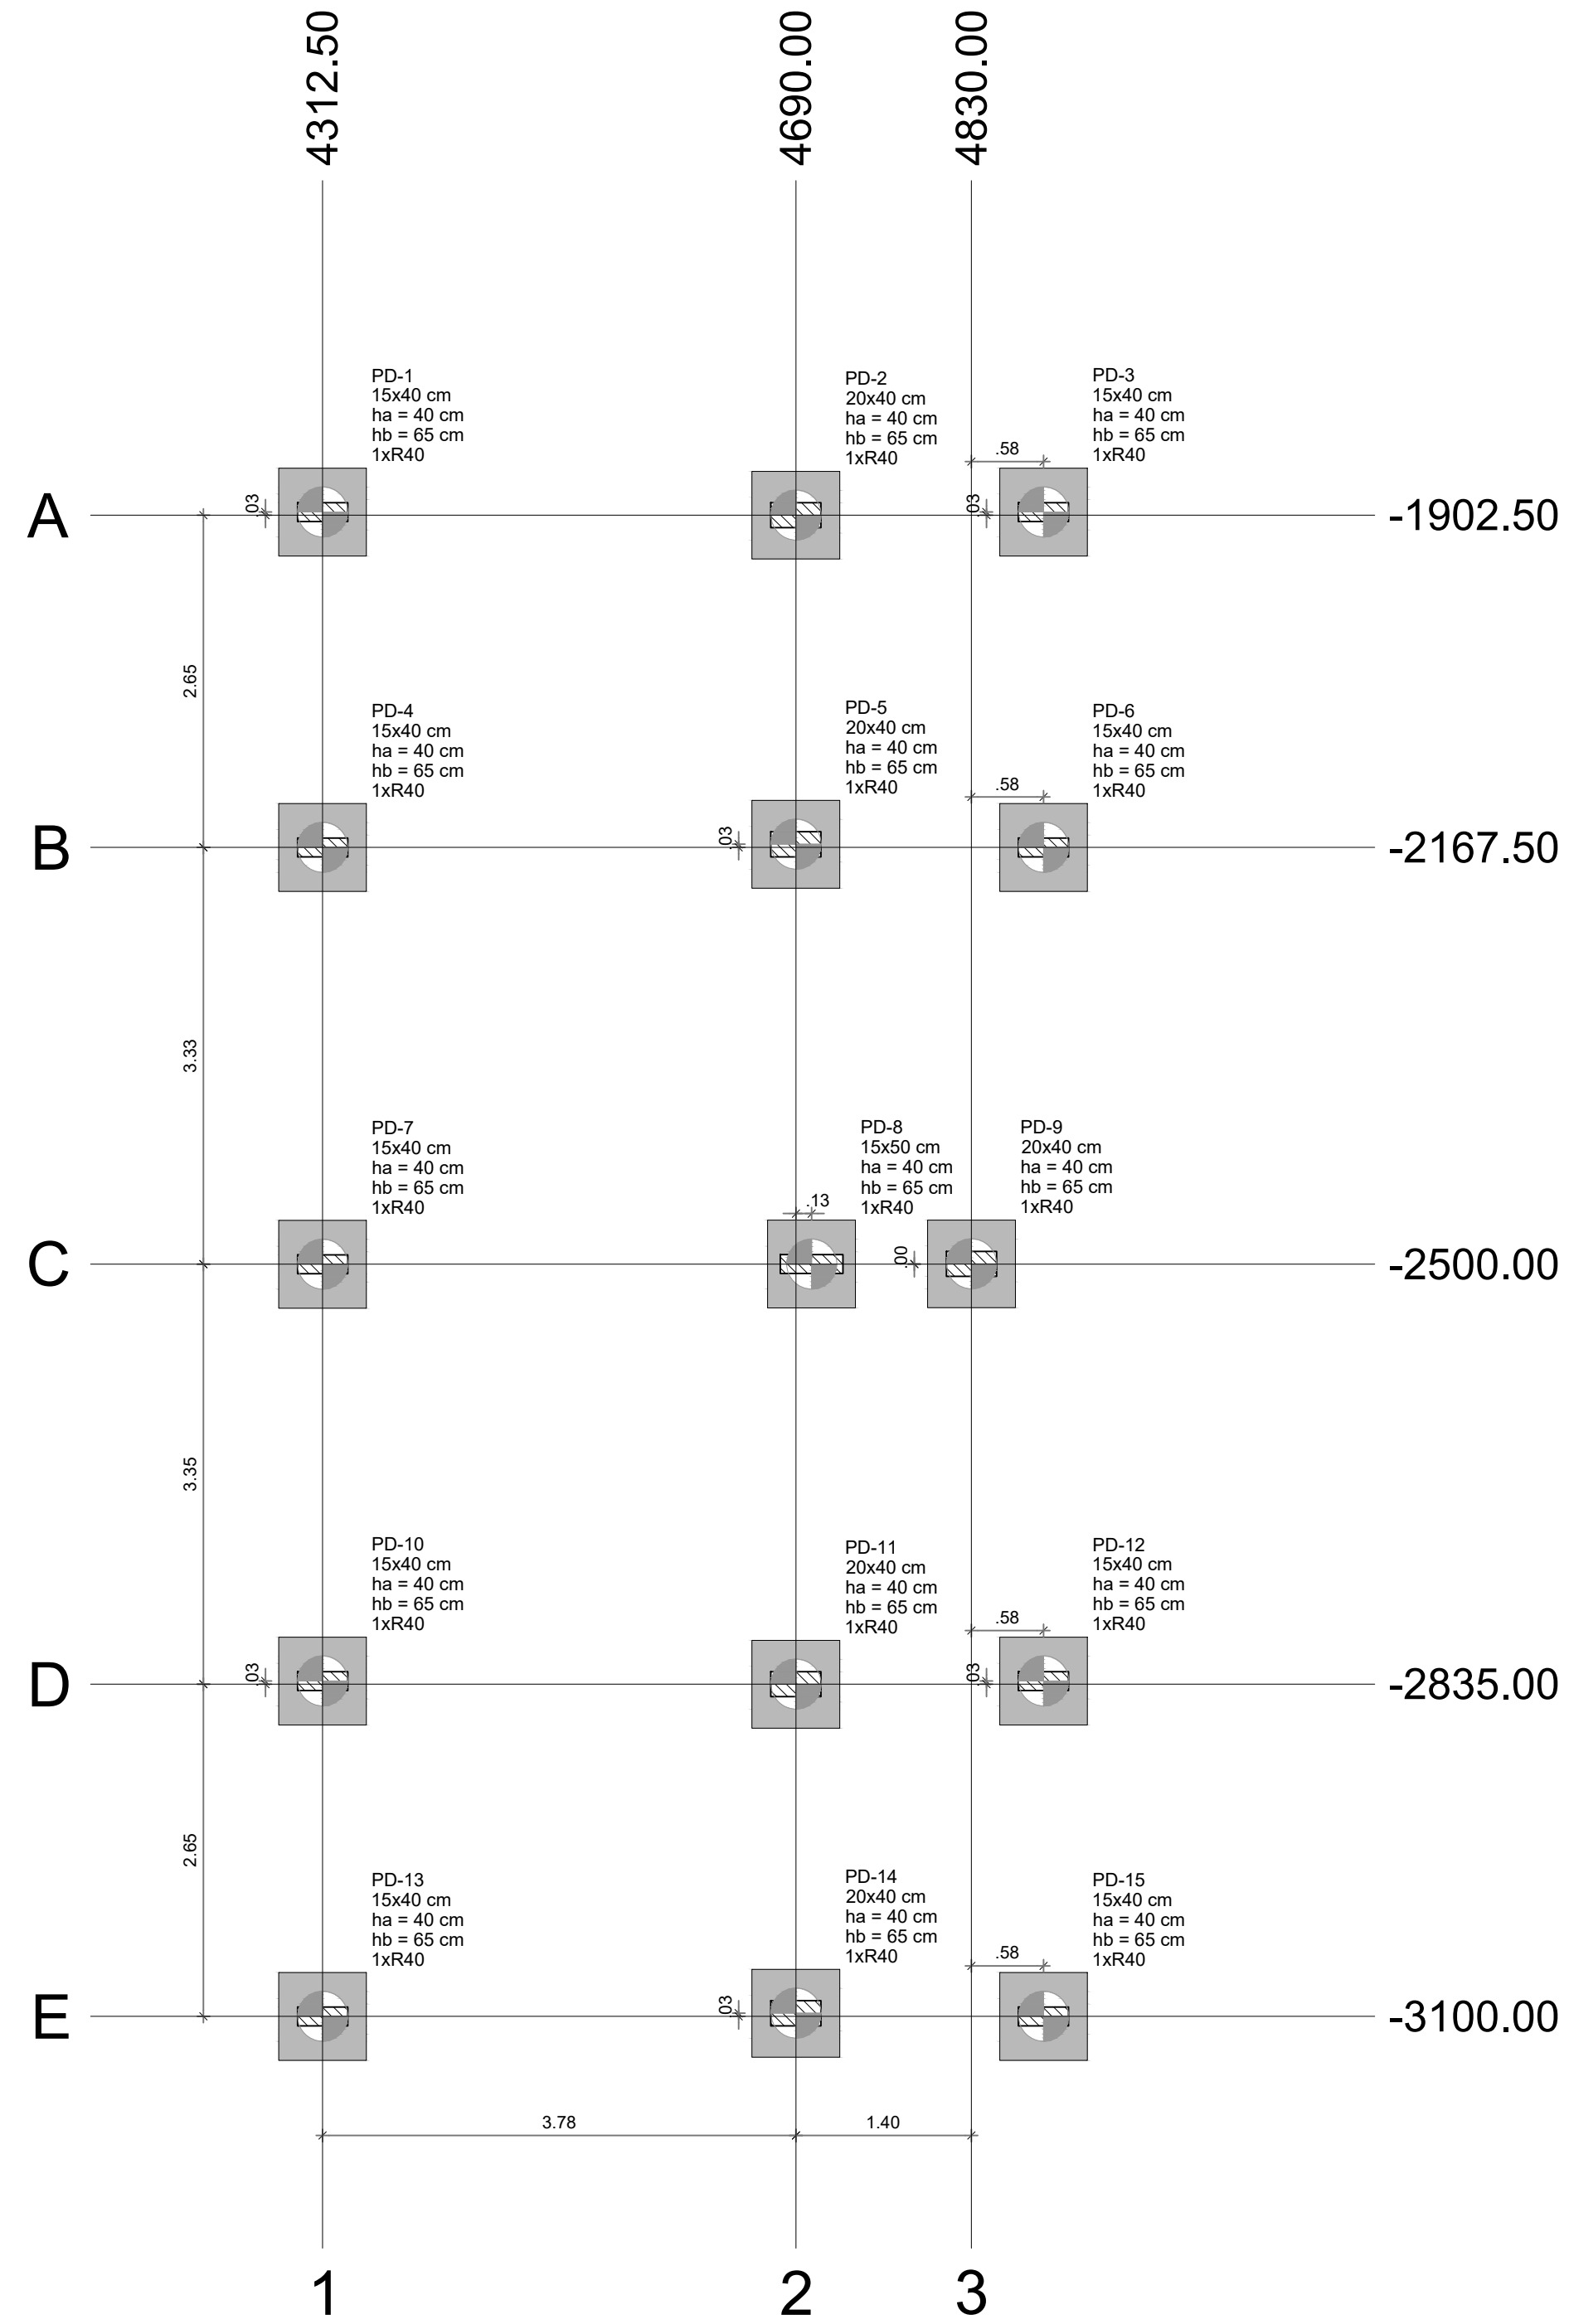 4312.50
4690.00
4830.00
PD-1
15x40 cm
ha = 40 cm
hb = 65 cm
1xR40
PD-2
20x40 cm
ha = 40 cm
hb = 65 cm
1xR40
PD-3
15x40 cm
ha = 40 cm
hb = 65 cm
1xR40
.58
A
.03
.03
-1902.50
2.65
PD-4
15x40 cm
ha = 40 cm
hb = 65 cm
1xR40
PD-5
20x40 cm
ha = 40 cm
hb = 65 cm
1xR40
PD-6
15x40 cm
ha = 40 cm
hb = 65 cm
1xR40
.58
B
.03
-2167.50
3.33
PD-7
15x40 cm
ha = 40 cm
hb = 65 cm
1xR40
PD-8
15x50 cm
ha = 40 cm
hb = 65 cm
1xR40
.13
PD-9
20x40 cm
ha = 40 cm
hb = 65 cm
1xR40
C
.00
-2500.00
3.35
PD-10
15x40 cm
ha = 40 cm
hb = 65 cm
1xR40
PD-11
20x40 cm
ha = 40 cm
hb = 65 cm
1xR40
PD-12
15x40 cm
ha = 40 cm
hb = 65 cm
1xR40
.58
D
.03
.03
-2835.00
2.65
PD-13
15x40 cm
ha = 40 cm
hb = 65 cm
1xR40
PD-14
20x40 cm
ha = 40 cm
hb = 65 cm
1xR40
PD-15
15x40 cm
ha = 40 cm
hb = 65 cm
1xR40
.58
E
.03
-3100.00
3.78
1.40
1
2
3